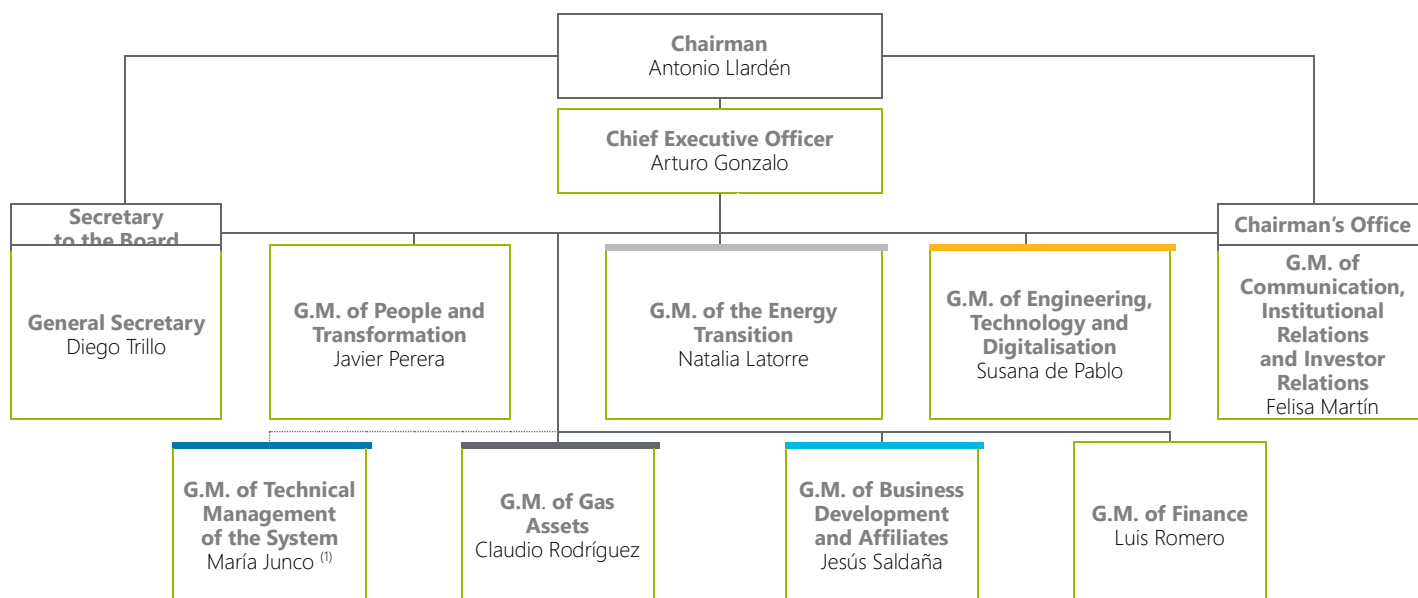 Chairman
Antonio Llardén
Chief Executive Officer
Arturo Gonzalo
Secretary
to the Board
Chairman's Office
General Secretary
Diego Trillo
G.M. of People and
Transformation
Javier Perera
G.M. of the Energy
Transition
Natalia Latorre
G.M. of Engineering,
Technology and
Digitalisation
Susana de Pablo
G.M. of
Communication,
Institutional
Relations
and Investor
Relations
Felisa Martín
G.M. of Technical
Management
of the System
María Junco (1)
G.M. of Gas
Assets
Claudio Rodríguez
G.M. of Business
Development
and Affiliates
Jesús Saldaña
G.M. of Finance
Luis Romero